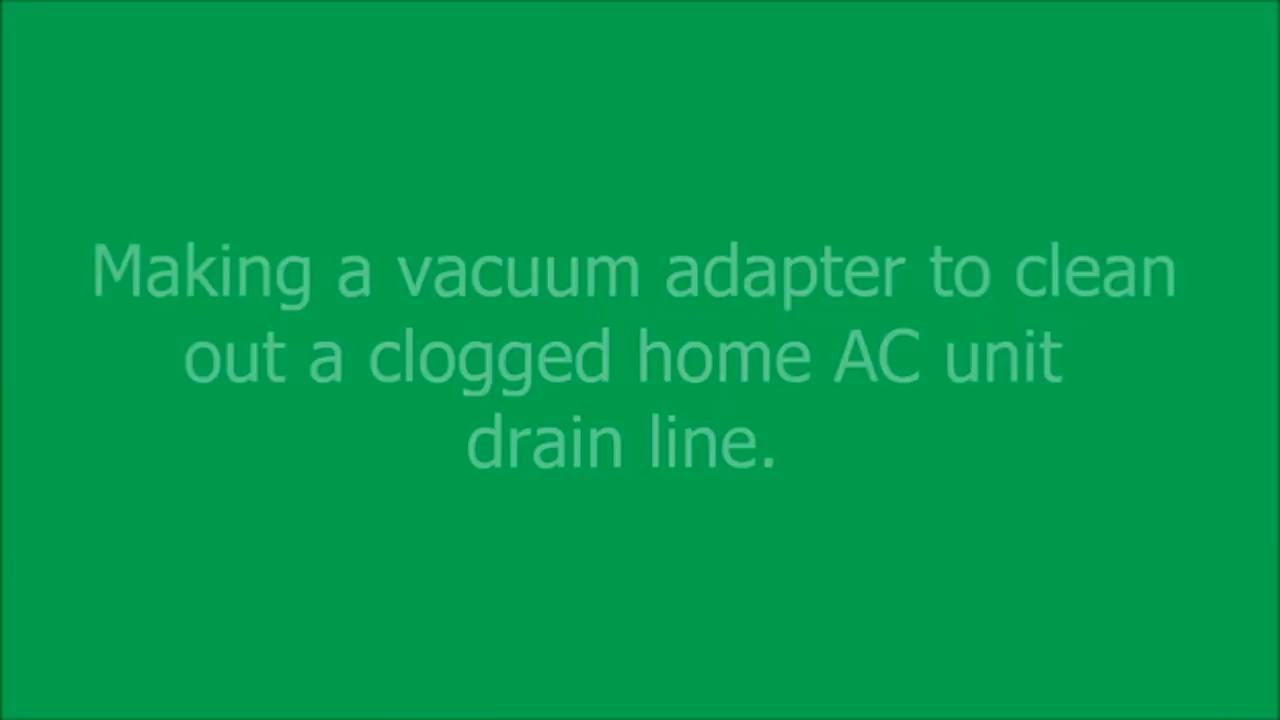 Making a vacuum adapter to clean
out a clogged home AC unit
drain line.